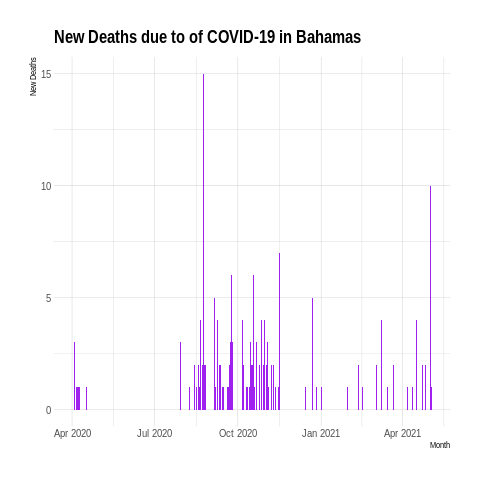 New Deaths due to of COVID-19 in Bahamas
New Deaths
15
10
5
0
Apr 2020 Jul 2020 Oct 2020 Jan 2021 Apr 2021
Month